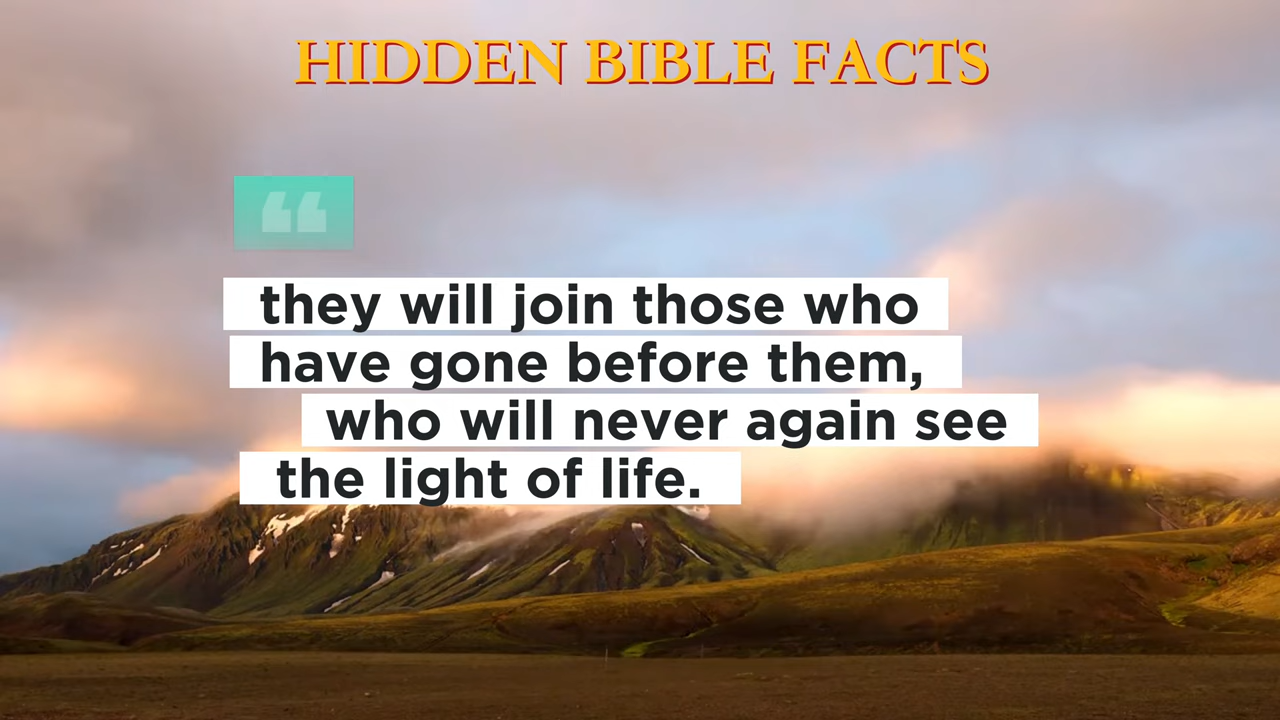 HIDDEN BIBLE FACTS
“
they will join those who
have gone before them,
who will never again see
the light of life.